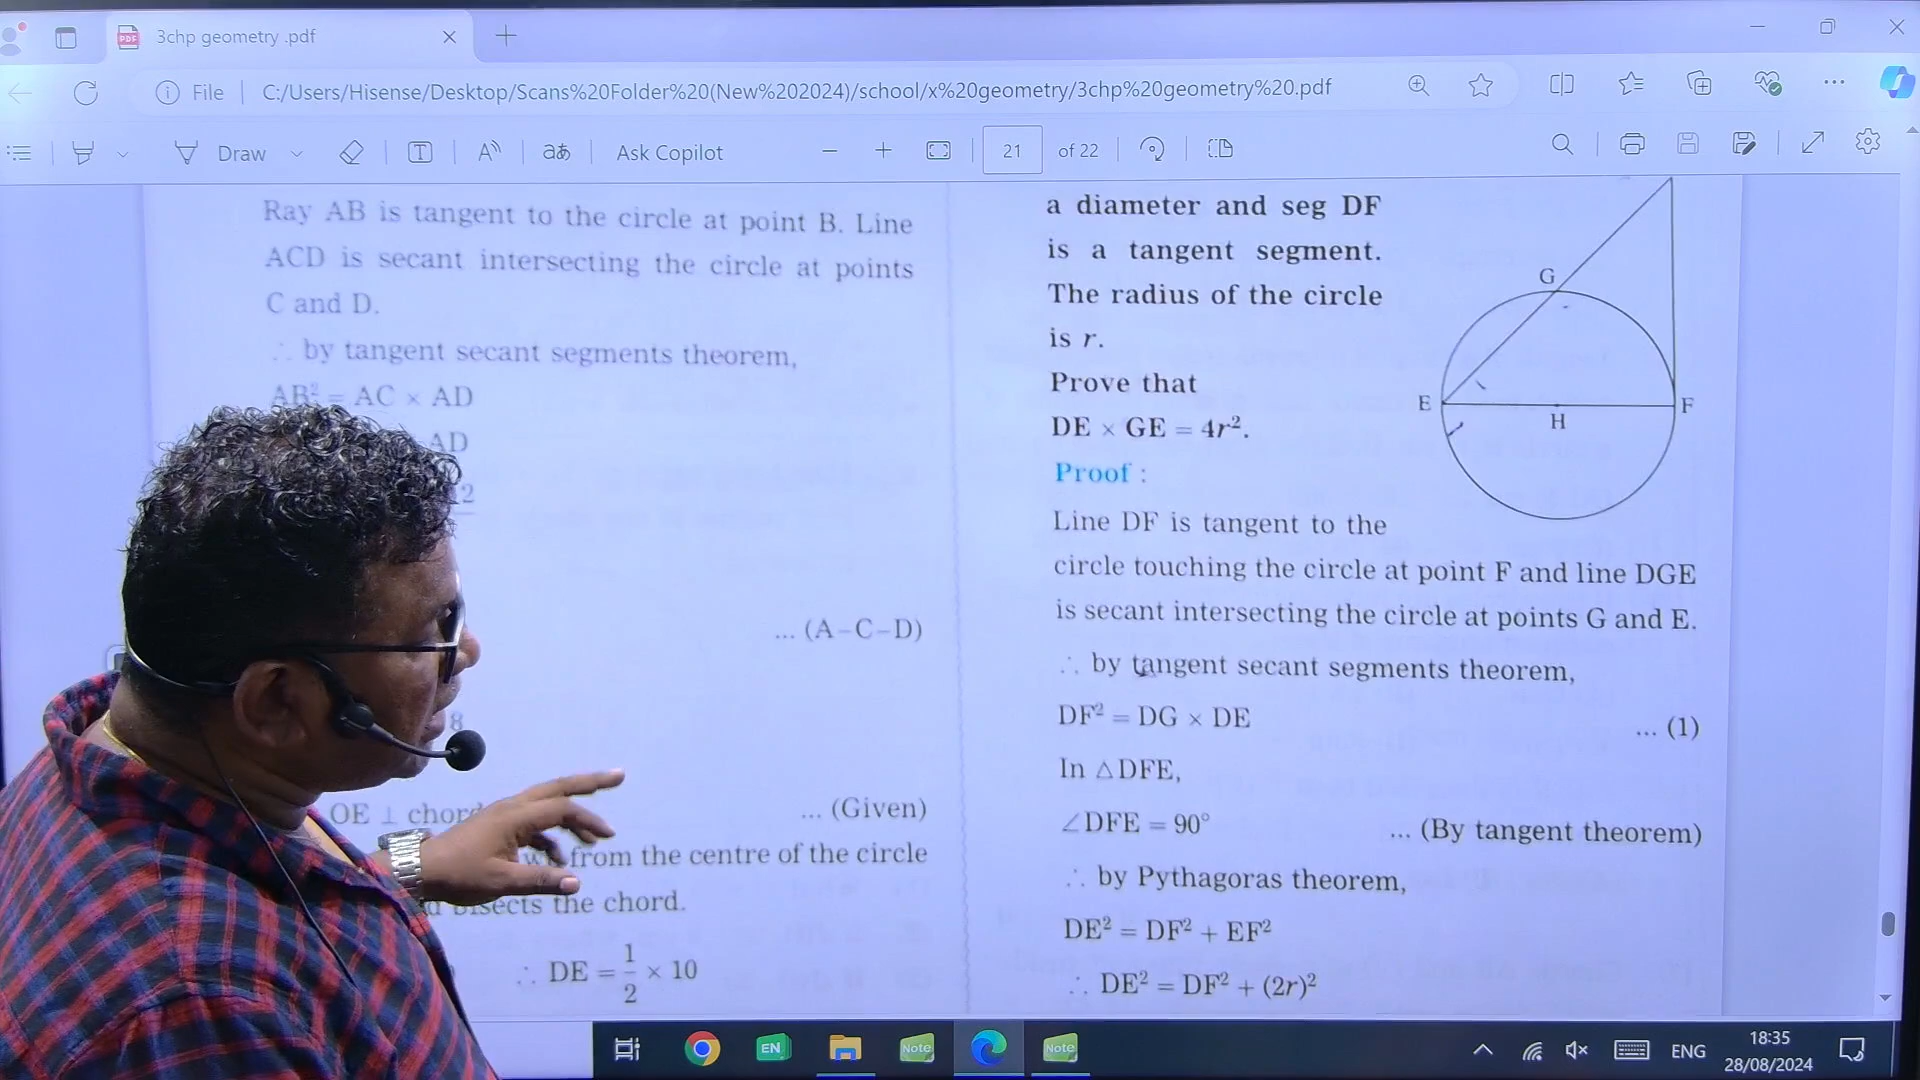 3chp geometry .pdf
File
C:/Users/Hisense/Desktop/Scans%20Folder%20(New%202024)/school/x%20geometry/3chp%20geometry%20.pdf
Draw
Ask Copilot
21
of 22
Ray AB is tangent to the circle at point B. Line
ACD is secant intersecting the circle at points
C and D.
∴ by tangent secant segments theorem,
AB² = AC × AD
AD
12
... (A–C–D)
8
OE ⊥ chord
... (Given)
from the centre of the circle
bisects the chord.
∴ DE = 1/2 × 10
a diameter and seg DF
is a tangent segment.
The radius of the circle
is r.
Prove that
DE × GE = 4r².
Proof :
Line DF is tangent to the
circle touching the circle at point F and line DGE
is secant intersecting the circle at points G and E.
∴ by tangent secant segments theorem,
DF² = DG × DE ... (1)
In △DFE,
∠DFE = 90° ... (By tangent theorem)
∴ by Pythagoras theorem,
DE² = DF² + EF²
∴ DE² = DF² + (2r)²
G
E
H
F
EN
Note
Note
ENG
18:35
28/08/2024